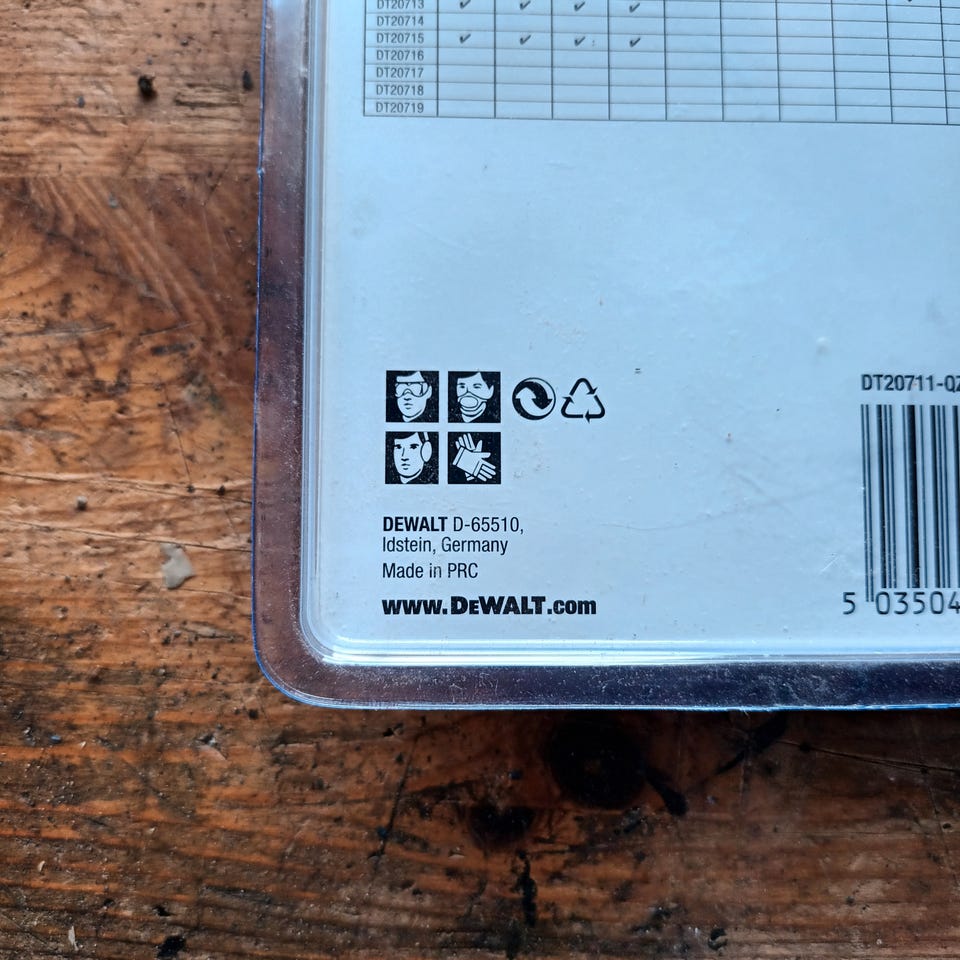 DT20713 ✓ ✓ ✓ ✓ ✓
DT20714
DT20715 ✓ ✓ ✓ ✓
DT20716
DT20717
DT20718
DT20719
DT20711-QZ
DEWALT D-65510,
Idstein, Germany
Made in PRC
www.DEWALT.com
5 03504